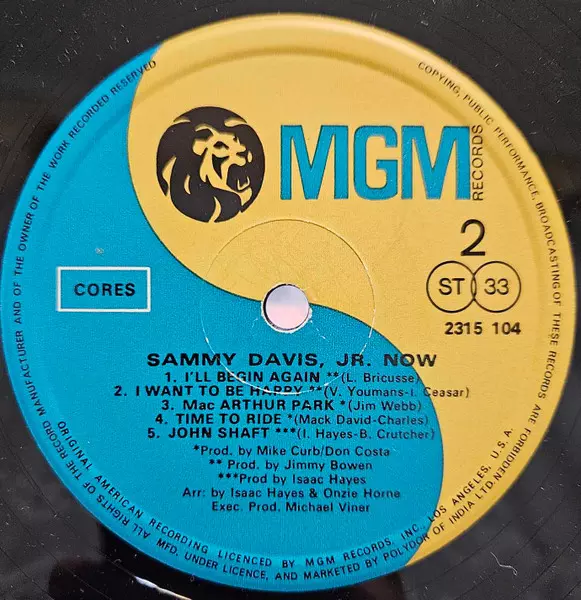 MGM
RECORDS
2
ST 33
2315 104
CORES
SAMMY DAVIS, JR. NOW
1. I'LL BEGIN AGAIN **(L. Bricusse)
2. I WANT TO BE HAPPY **(V. Youmans-I. Ceasar)
3. Mac ARTHUR PARK *(Jim Webb)
4. TIME TO RIDE *(Mack David-Charles)
5. JOHN SHAFT ***(I. Hayes-B. Crutcher)
*Prod. by Mike Curb/Don Costa
** Prod. by Jimmy Bowen
***Prod by Isaac Hayes
Arr: by Isaac Hayes & Onzie Horne
Exec. Prod. Michael Viner
ALL RIGHTS OF THE RECORD MANUFACTURER AND OF THE OWNER OF THE WORK RECORDED RESERVED
COPYING, PUBLIC PERFORMANCE, BROADCASTING OF THESE RECORDS ARE FORBIDDEN
ORIGINAL AMERICAN RECORDING LICENCED BY MGM RECORDS, INC., LOS ANGELES, U.S.A.
MFD. UNDER LICENCE, AND MARKETED BY POLYDOR OF INDIA LTD.